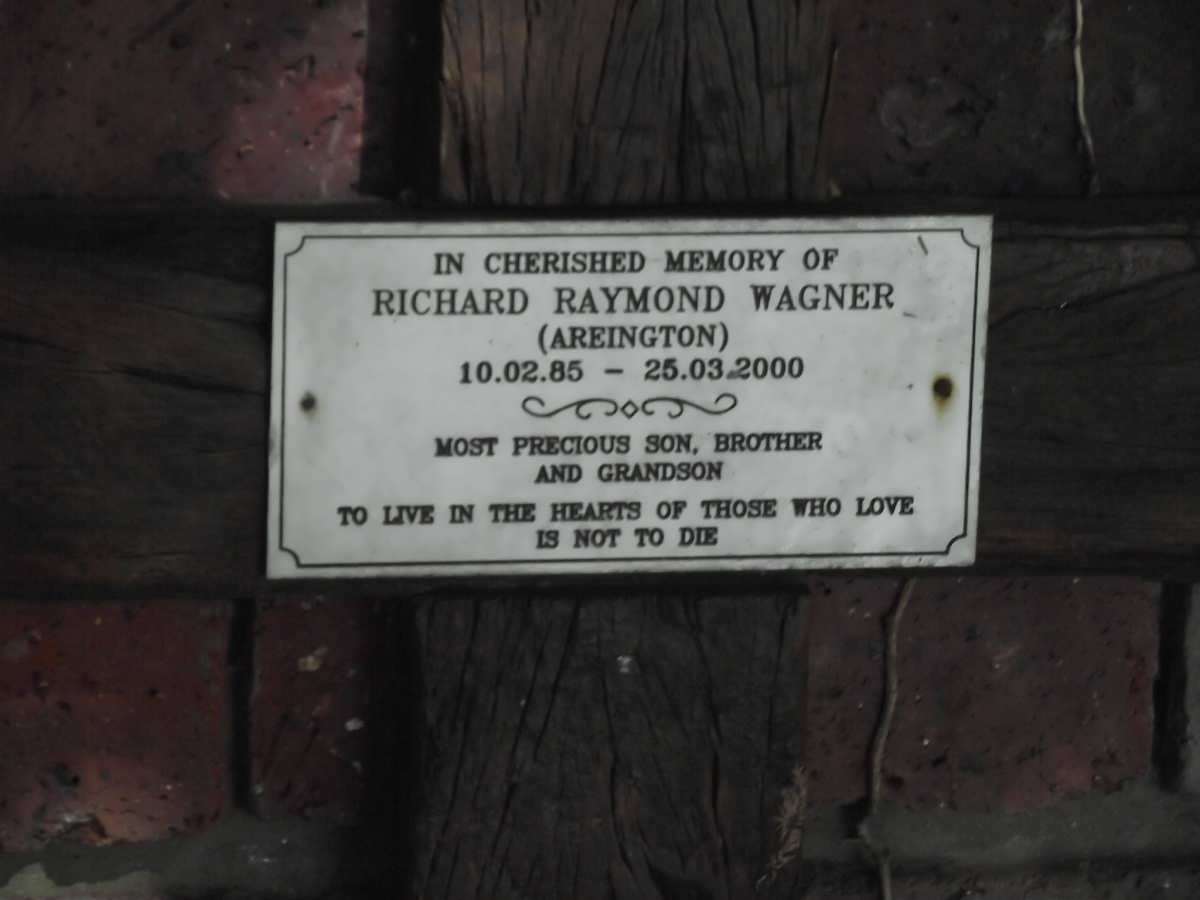 IN CHERISHED MEMORY OF
RICHARD RAYMOND WAGNER
(AREINGTON)
10.02.85 - 25.03.2000
MOST PRECIOUS SON, BROTHER
AND GRANDSON
TO LIVE IN THE HEARTS OF THOSE WHO LOVE
IS NOT TO DIE